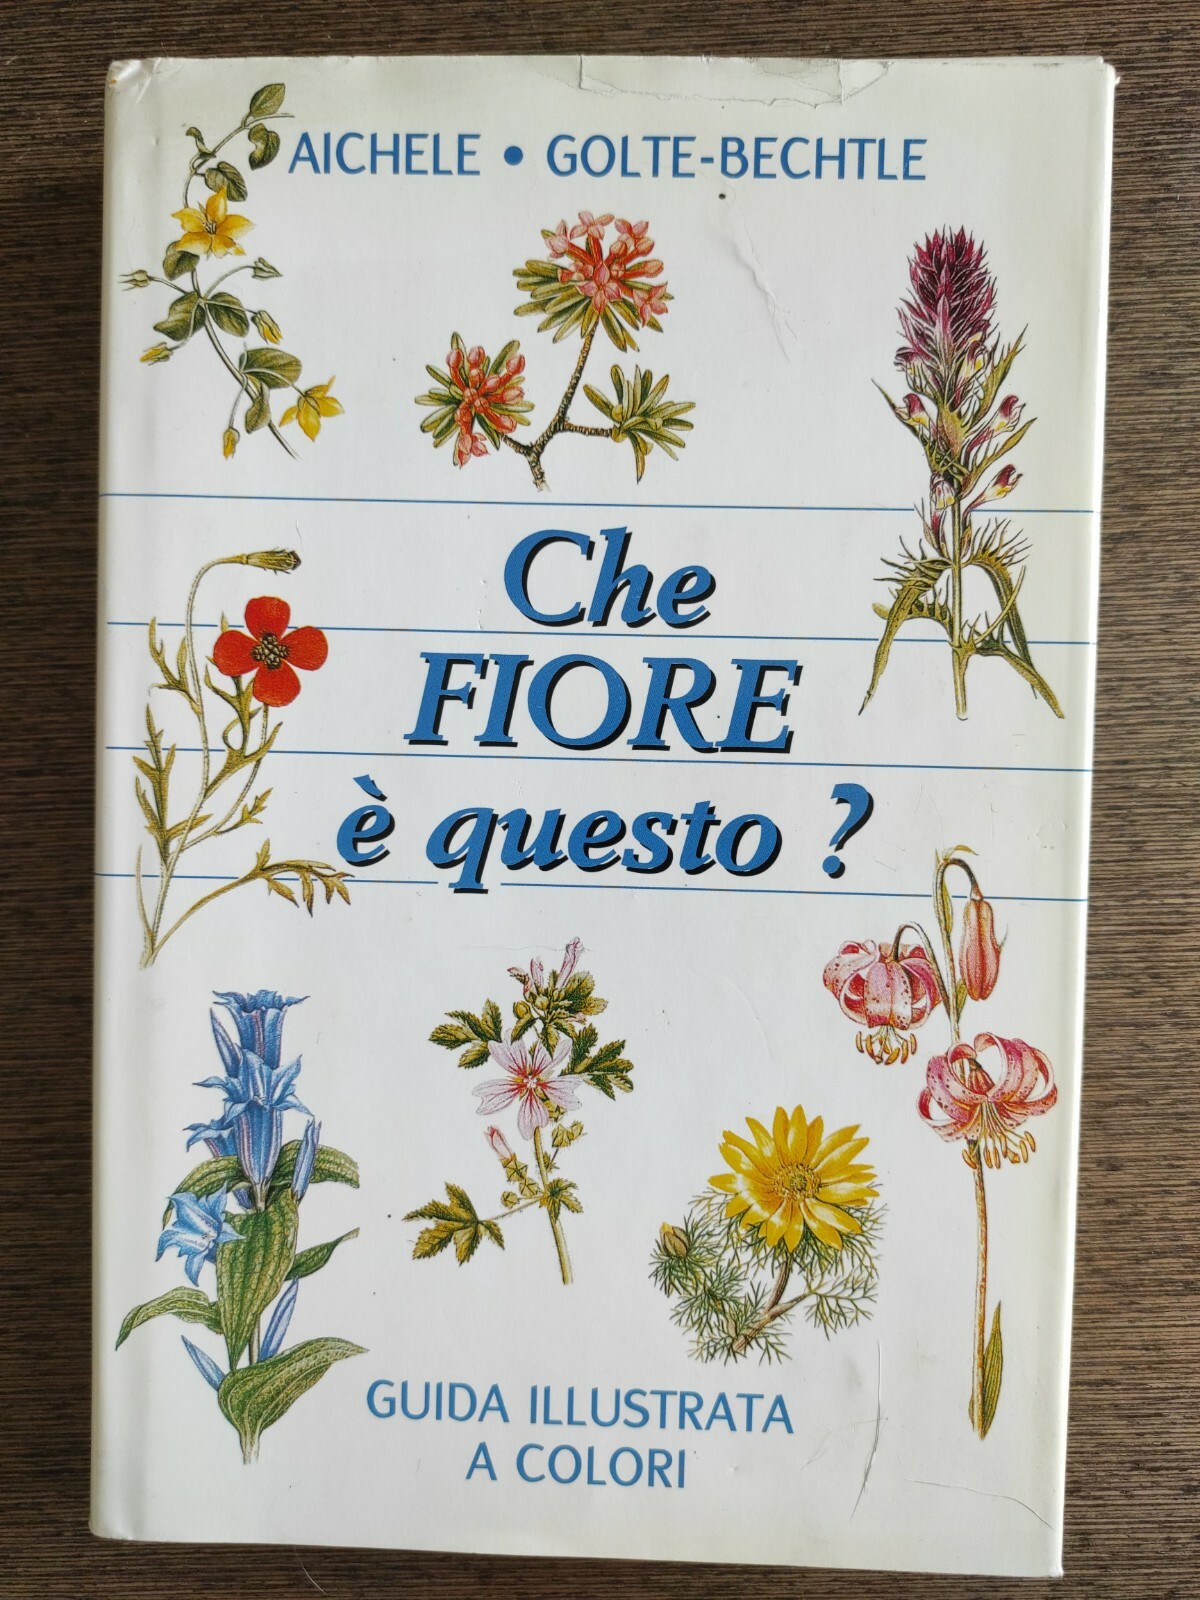 AICHELE • GOLTE-BECHTLE
Che
FIORE
è questo ?
GUIDA ILLUSTRATA
A COLORI